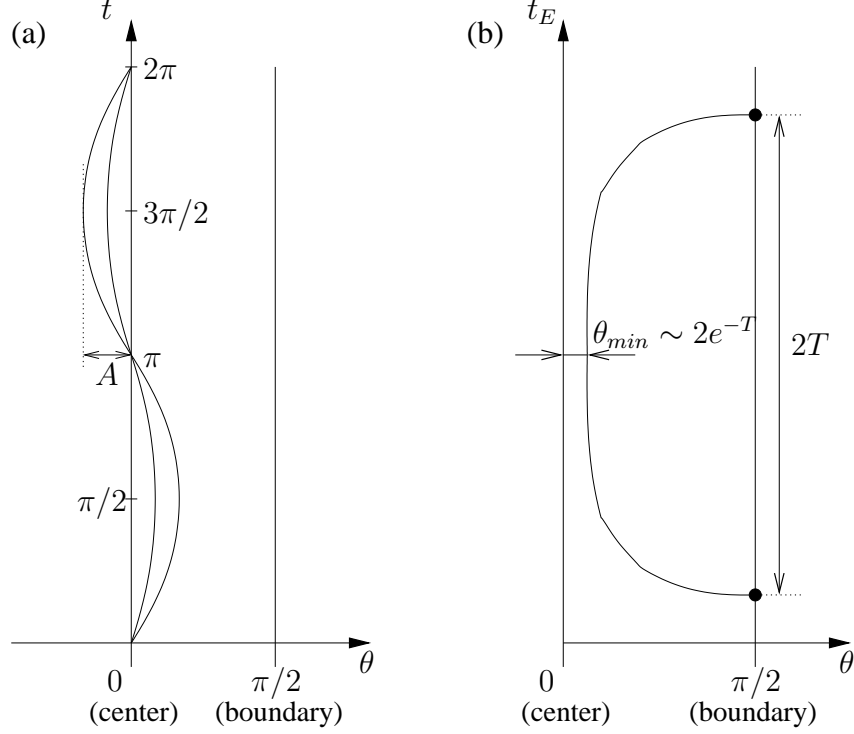 (a)
t
2π
3π/2
A
π
π/2
θ
0
π/2
(center)
(boundary)
(b)
t_E
θ_min ∼ 2e^{-T}
2T
θ
0
π/2
(center)
(boundary)